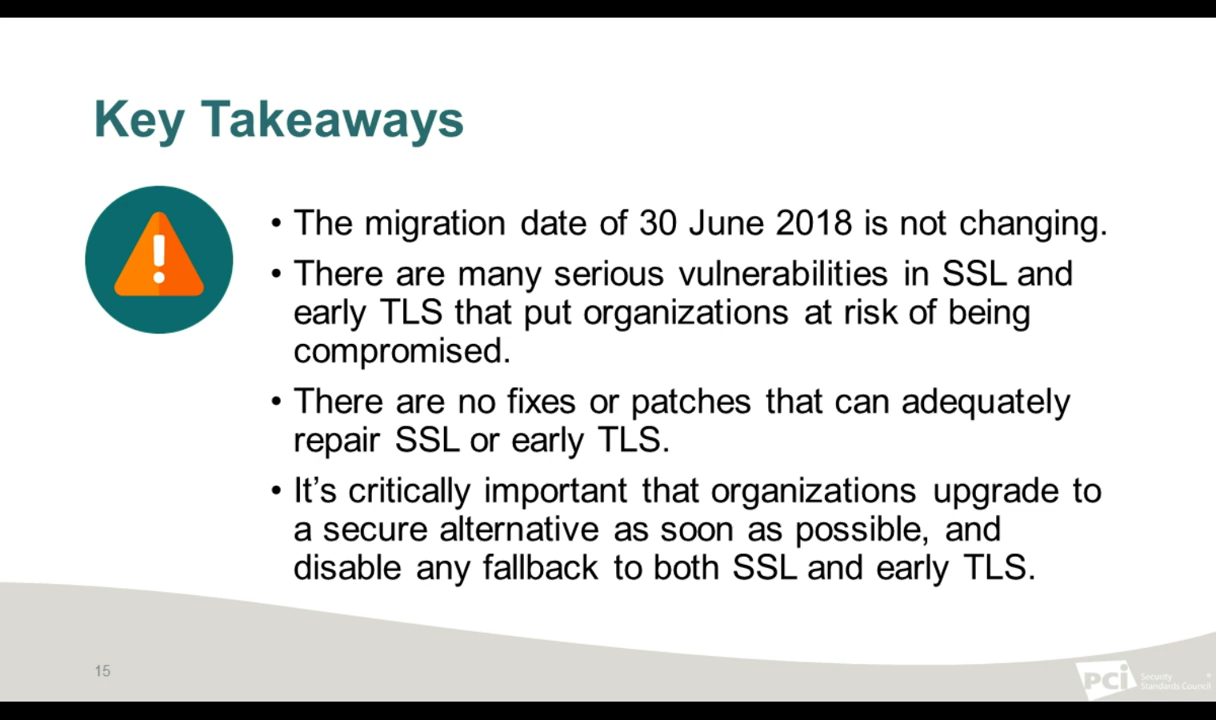 Key Takeaways
• The migration date of 30 June 2018 is not changing.
• There are many serious vulnerabilities in SSL and
early TLS that put organizations at risk of being
compromised.
• There are no fixes or patches that can adequately
repair SSL or early TLS.
• It’s critically important that organizations upgrade to
a secure alternative as soon as possible, and
disable any fallback to both SSL and early TLS.
15
PCI Security
Standards Council